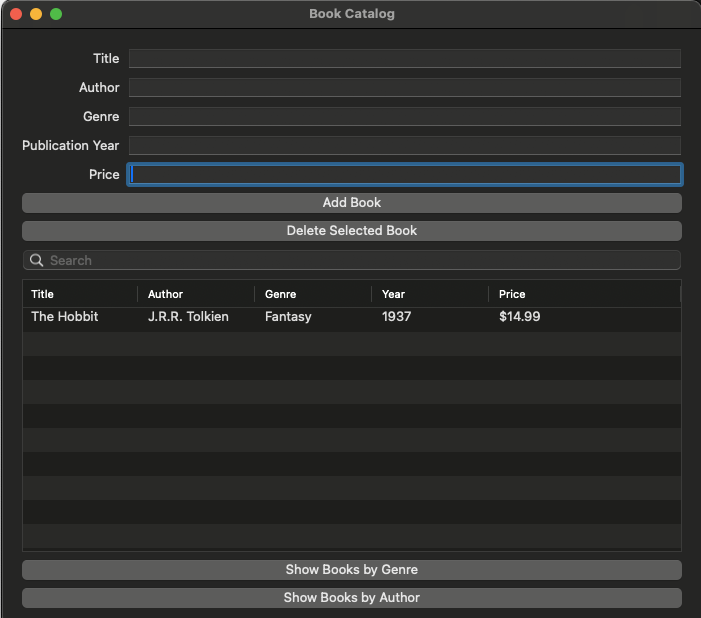 Book Catalog
Title
Author
Genre
Publication Year
Price
Add Book
Delete Selected Book
Search
Title Author Genre Year Price
The Hobbit J.R.R. Tolkien Fantasy 1937 $14.99
Show Books by Genre
Show Books by Author